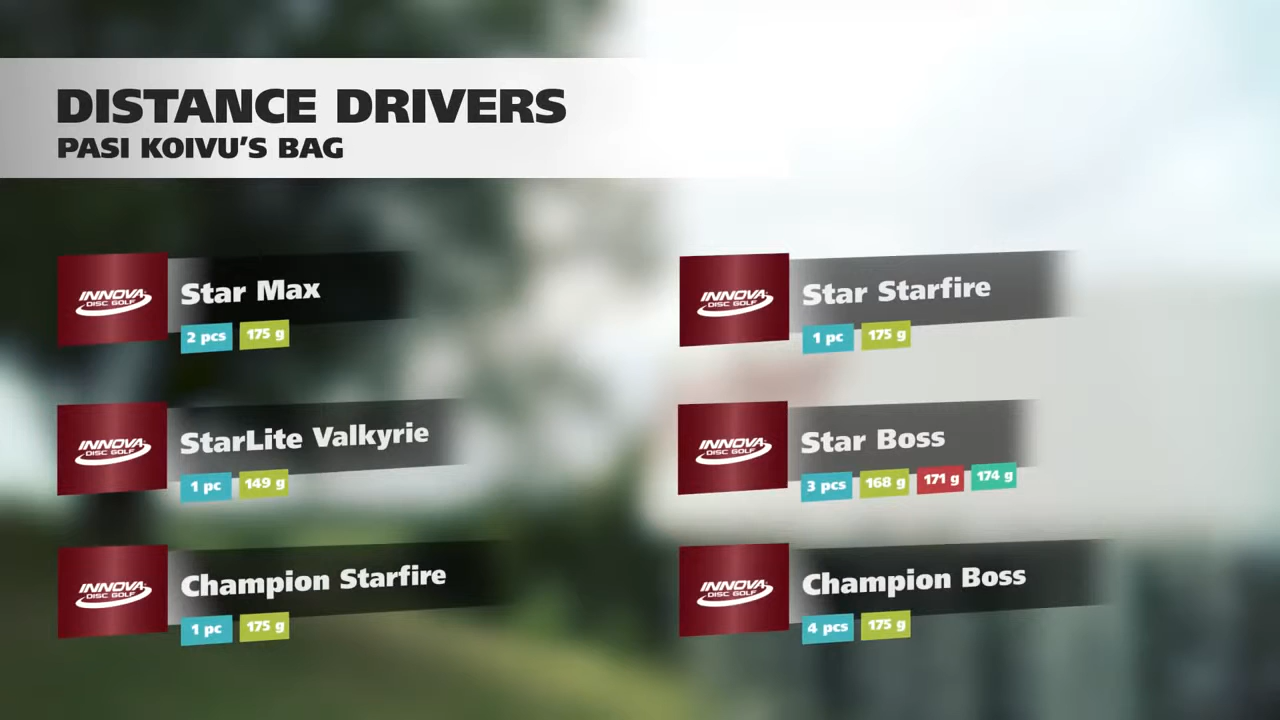 DISTANCE DRIVERS
PASI KOIVU'S BAG
INNOVA
DISC GOLF
Star Max
2 pcs 175 g
INNOVA
DISC GOLF
StarLite Valkyrie
1 pc 149 g
INNOVA
DISC GOLF
Champion Starfire
1 pc 175 g
INNOVA
DISC GOLF
Star Starfire
1 pc 175 g
INNOVA
DISC GOLF
Star Boss
3 pcs 168 g 171 g 174 g
INNOVA
DISC GOLF
Champion Boss
4 pcs 175 g